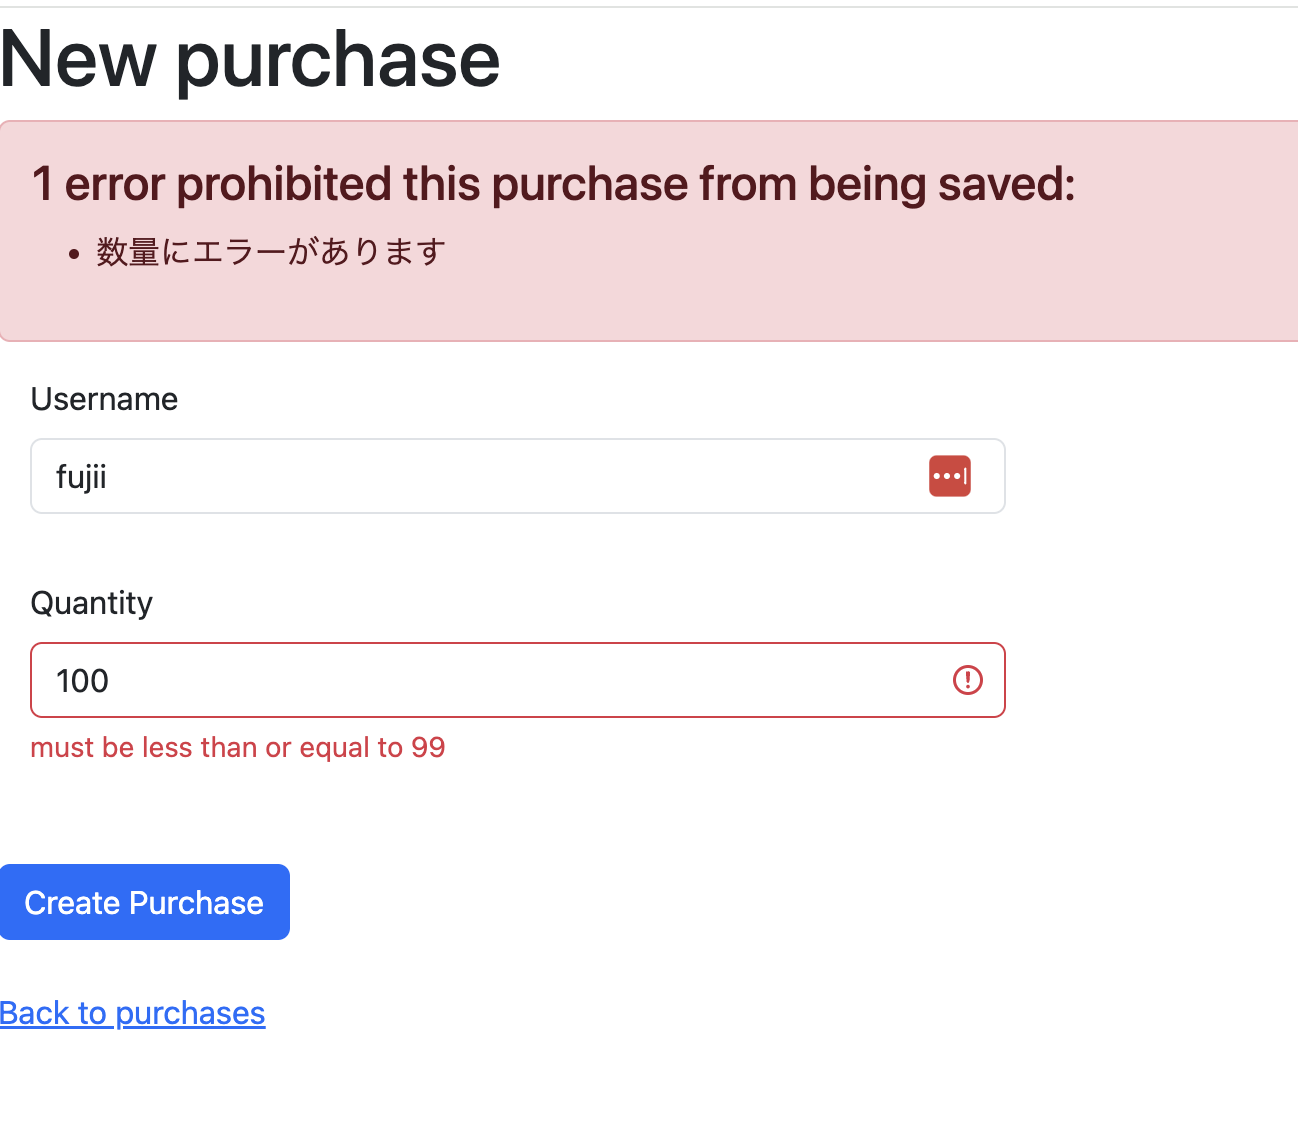 New purchase
1 error prohibited this purchase from being saved:
• 数量にエラーがあります
Username
fujii
Quantity
100
must be less than or equal to 99
Create Purchase
Back to purchases